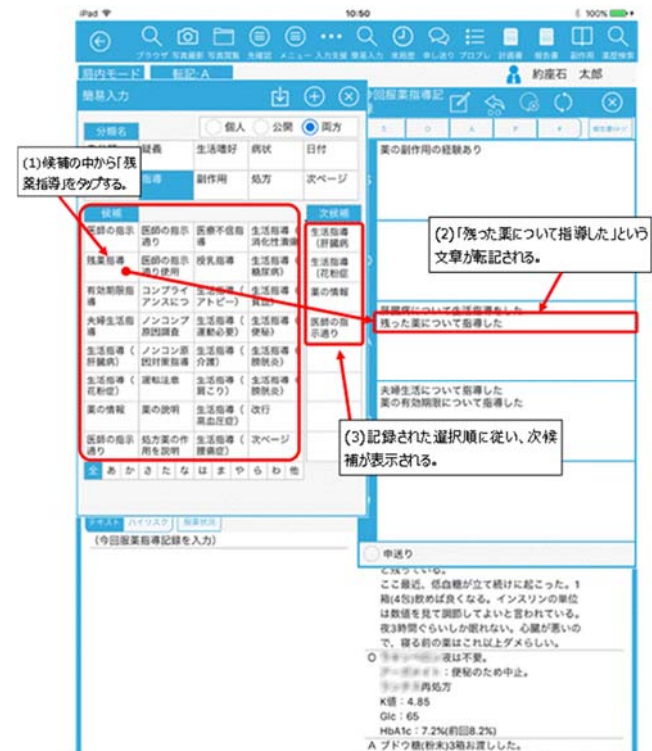 iPad
10:50
100%
ブラウザ 写真撮影 写真閲覧 先確認 メニュー 入力支援 簡易入力 来局歴 申し送り プロブレ 計画書 報告書 副作用 薬歴検索
局内モード
転記: A
約座石 太郎
簡易入力
今回服薬指導記
分類名
個人
公開
両方
S O A P
疑義
生活嗜好
病状
日付
指導
副作用
処方
次ページ
候補
次候補
医師の指示
医師の指示通り
医療不信指導
生活指導(消化性潰瘍
残薬指導
医師の指示通り使用
授乳指導
生活指導(糖尿病)
有効期限指導
コンプライアンスにつ
生活指導(アトピー)
生活指導(
夫婦生活指導
ノンコンプ原因調査
生活指導(運動必要)
生活指導(便秘)
生活指導(肝臓病)
ノンコン原因対策指導
生活指導(介護)
生活指導(膀胱炎)
生活指導(花粉症)
運転注意
生活指導(肩こり)
生活指導(膀胱炎)
薬の情報
薬の説明
生活指導(高血圧症)
改行
医師の指示通り
処方薬の作用を説明
生活指導(腰痛症)
次ページ
生活指導(肝臓病
生活指導(花粉症
薬の情報
医師の指示通り
全 あ か さ た な は ま や ら わ 他
(1)候補の中から「残
薬指導」をタップする。
薬の副作用の経験あり
(2)「残った薬について指導した」という
文章が転記される。
肝臓病について生活指導をした
残った薬について指導した
夫婦生活について指導した
薬の有効期限について指導した
(3)記録された選択順に従い、次候
補が表示される。
テキスト
ハイリスク
服薬状況
(今回服薬指導記録を入力)
申送り
と残っている。
ここ最近、低血糖が立て続けに起こった。1
箱(4包)飲めば良くなる。インスリンの単位
は数値を見て調節してよいと言われている。
夜3時間ぐらいしか眠れない。心臓が悪いの
で、寝る前の薬はこれ以上ダメらしい。
O
液は不要。
:便秘のため中止。
再処方
K値:4.85
Glc:65
HbA1c:7.2%(前回8.2%)
A ブドウ糖(粉末)3箱お渡しした。